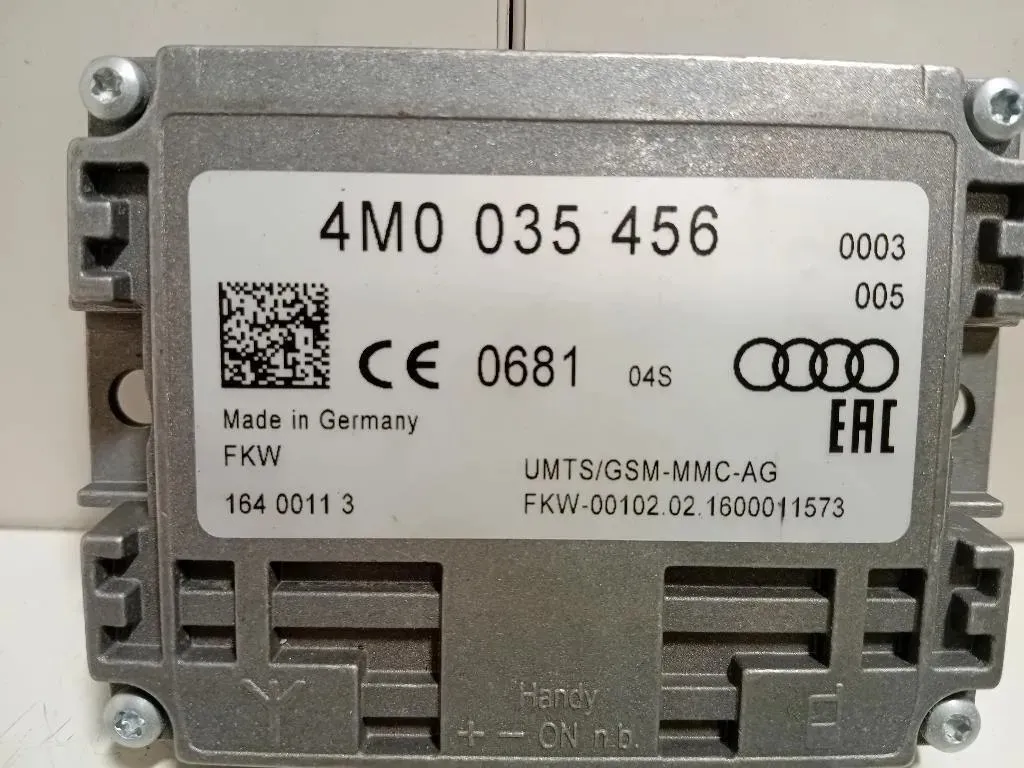 4M0 035 456
0003
005
CE 0681 04S
EAC
Made in Germany
FKW
UMTS/GSM-MMC-AG
164 0011 3
FKW-00102.02.1600011573
Handy
+ - ON n.b.